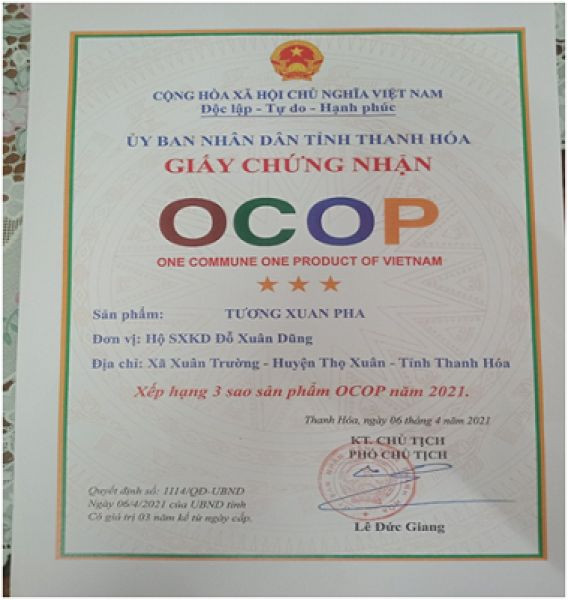 CỘNG HÒA XÃ HỘI CHỦ NGHĨA VIỆT NAM
Độc lập - Tự do - Hạnh phúc
ỦY BAN NHÂN DÂN TỈNH THANH HÓA
GIẤY CHỨNG NHẬN
OCOP
ONE COMMUNE ONE PRODUCT OF VIETNAM
Sản phẩm: TƯƠNG XUAN PHA
Đơn vị: Hộ SXKD Đỗ Xuân Dũng
Địa chỉ: Xã Xuân Trường - Huyện Thọ Xuân - Tỉnh Thanh Hóa
Xếp hạng 3 sao sản phẩm OCOP năm 2021.
Thanh Hóa, ngày 06 tháng 4 năm 2021
KT. CHỦ TỊCH
PHÓ CHỦ TỊCH
Quyết định số: 1114/QĐ-UBND
Ngày 06/4/2021 của UBND tỉnh
Có giá trị 03 năm kể từ ngày cấp.
Lê Đức Giang